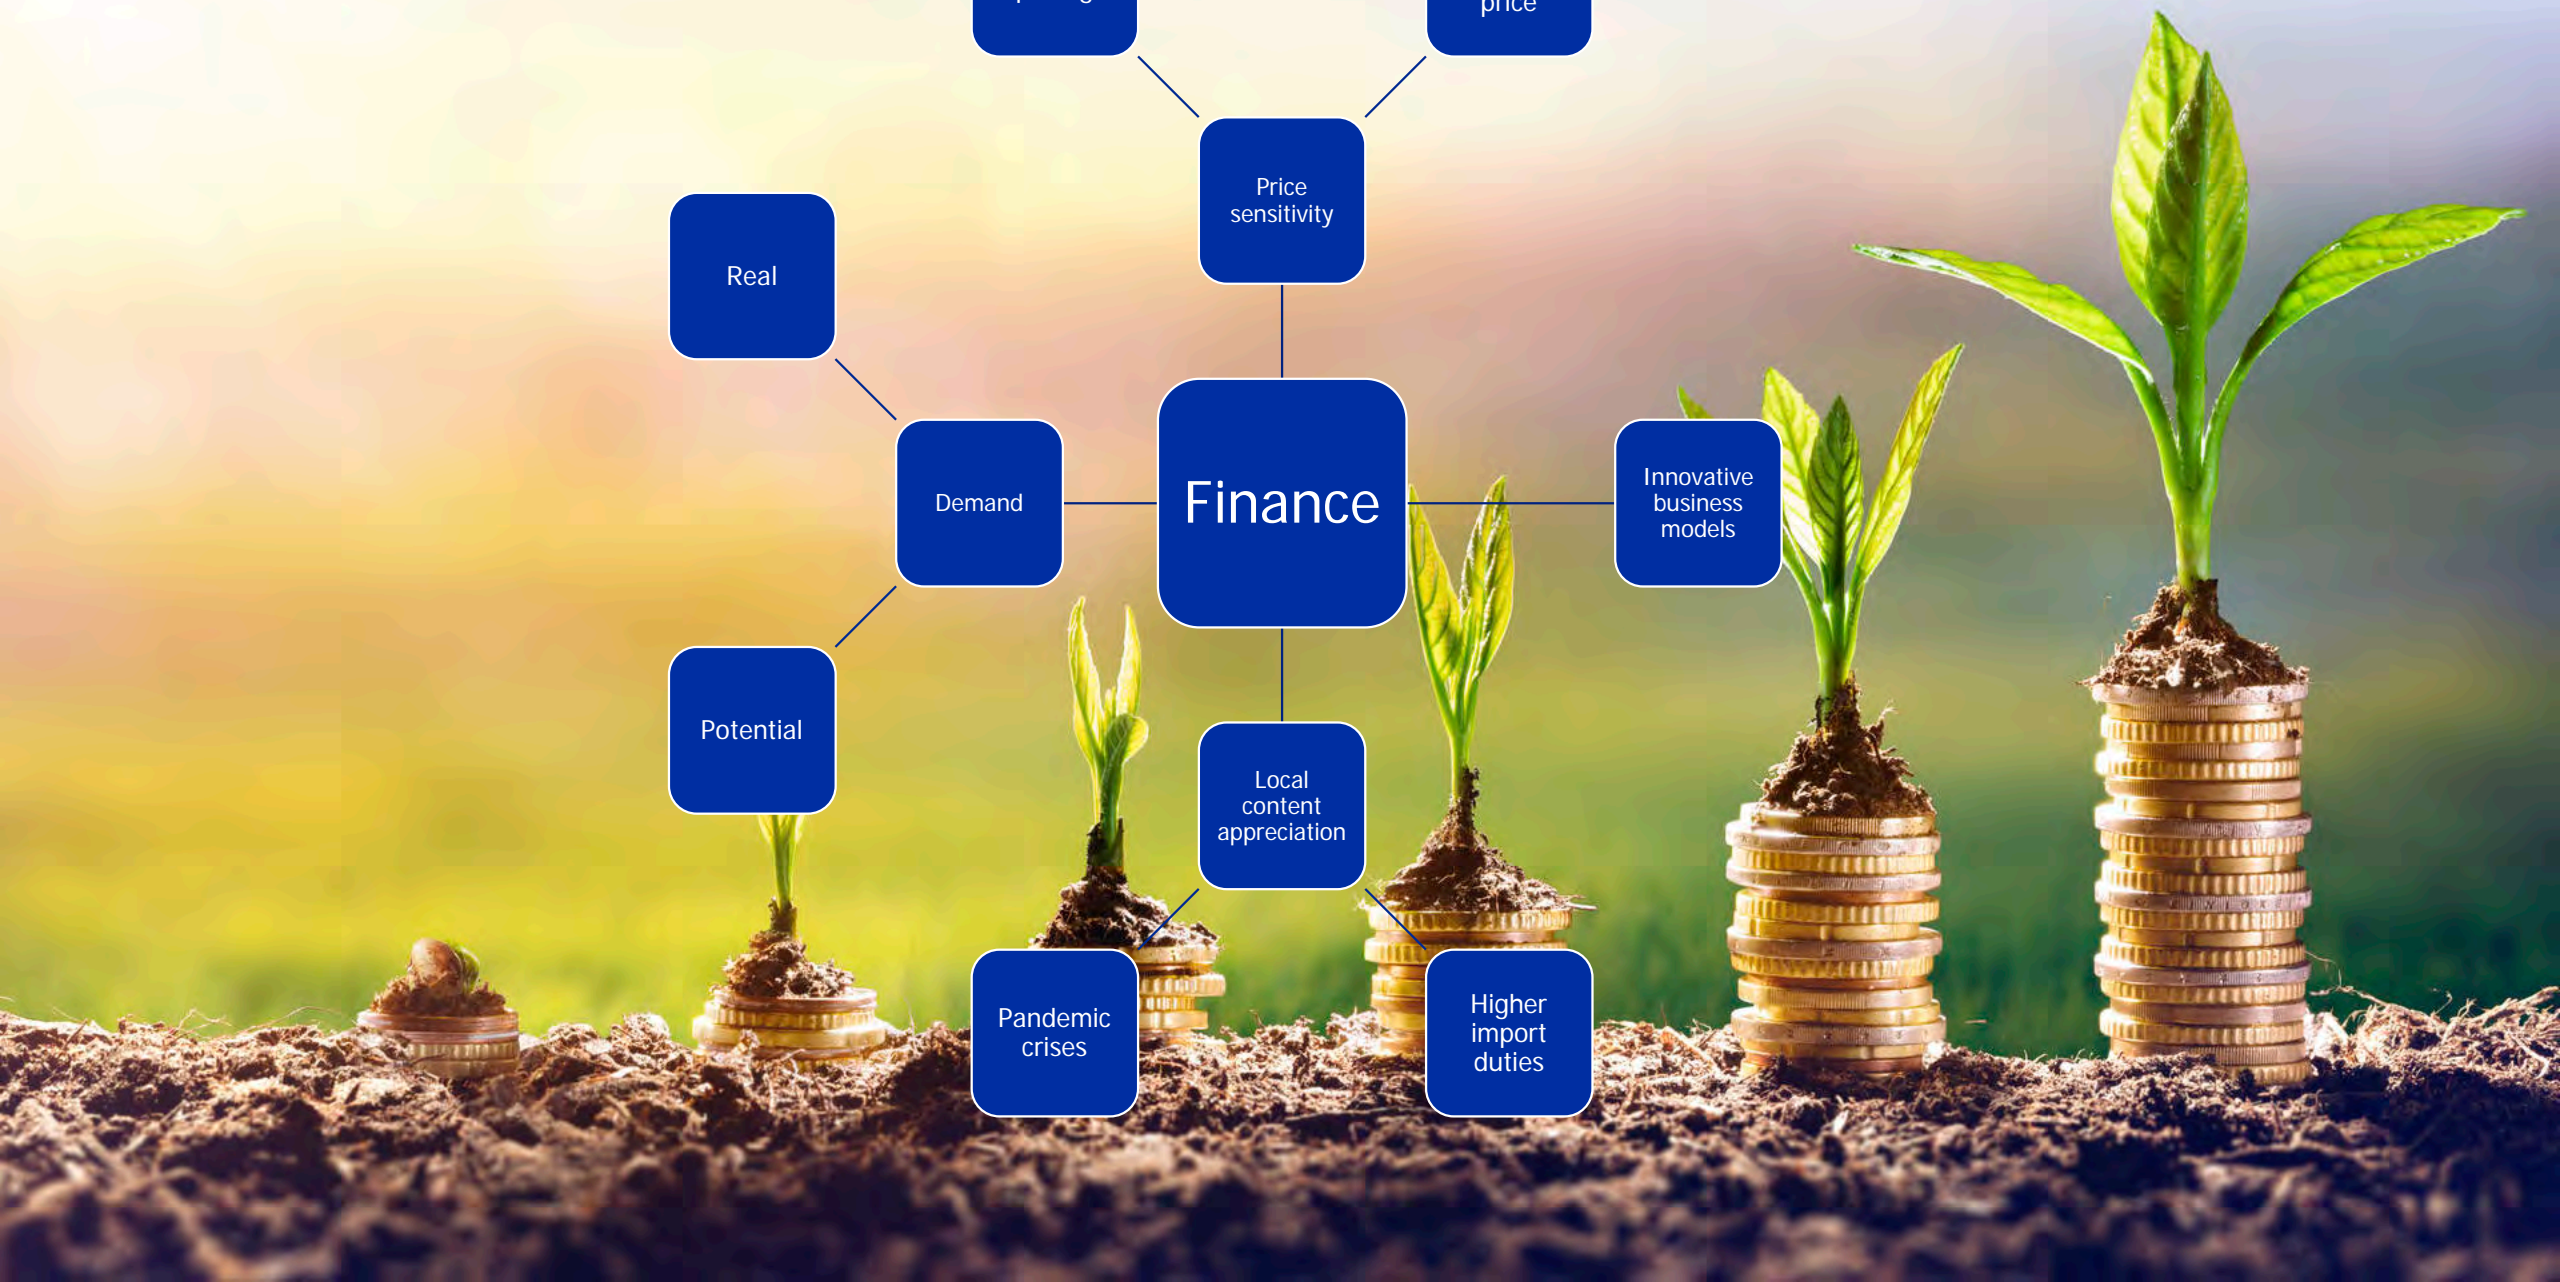 price
Price
sensitivity
Real
Demand
Finance
Innovative
business
models
Potential
Local
content
appreciation
Pandemic
crises
Higher
import
duties